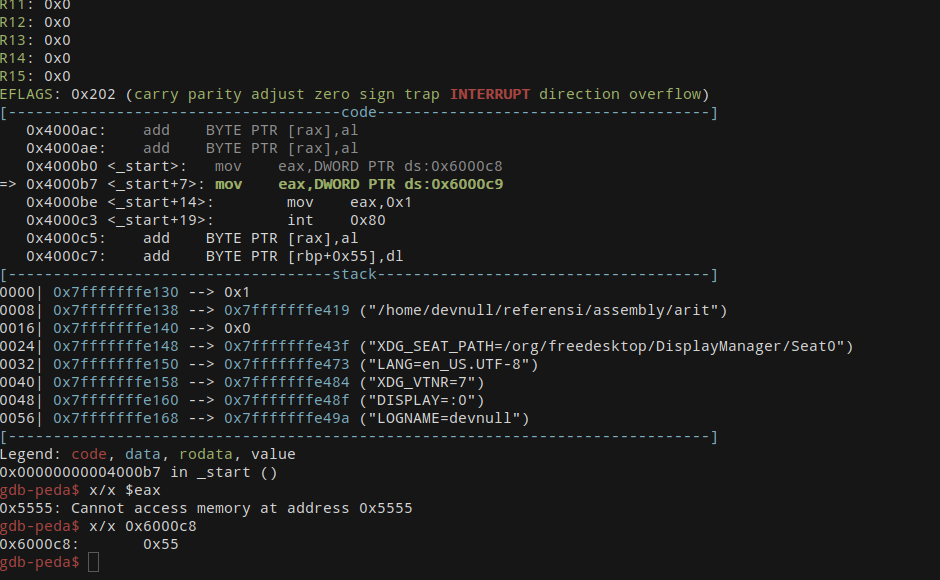 R11: 0x0
R12: 0x0
R13: 0x0
R14: 0x0
R15: 0x0
EFLAGS: 0x202 (carry parity adjust zero sign trap INTERRUPT direction overflow)
[-------------------------------------code-------------------------------------]
   0x4000ac:	add    BYTE PTR [rax],al
   0x4000ae:	add    BYTE PTR [rax],al
   0x4000b0 <_start>:	mov    eax,DWORD PTR ds:0x6000c8
=> 0x4000b7 <_start+7>:	mov    eax,DWORD PTR ds:0x6000c9
   0x4000be <_start+14>:	mov    eax,0x1
   0x4000c3 <_start+19>:	int    0x80
   0x4000c5:	add    BYTE PTR [rax],al
   0x4000c7:	add    BYTE PTR [rbp+0x55],dl
[------------------------------------stack-------------------------------------]
0000| 0x7fffffffe130 --> 0x1
0008| 0x7fffffffe138 --> 0x7fffffffe419 ("/home/devnull/referensi/assembly/arit")
0016| 0x7fffffffe140 --> 0x0
0024| 0x7fffffffe148 --> 0x7fffffffe43f ("XDG_SEAT_PATH=/org/freedesktop/DisplayManager/Seat0")
0032| 0x7fffffffe150 --> 0x7fffffffe473 ("LANG=en_US.UTF-8")
0040| 0x7fffffffe158 --> 0x7fffffffe484 ("XDG_VTNR=7")
0048| 0x7fffffffe160 --> 0x7fffffffe48f ("DISPLAY=:0")
0056| 0x7fffffffe168 --> 0x7fffffffe49a ("LOGNAME=devnull")
[------------------------------------------------------------------------------]
Legend: code, data, rodata, value
0x00000000004000b7 in _start ()
gdb-peda$ x/x $eax
0x5555:	Cannot access memory at address 0x5555
gdb-peda$ x/x 0x6000c8
0x6000c8:	0x55
gdb-peda$